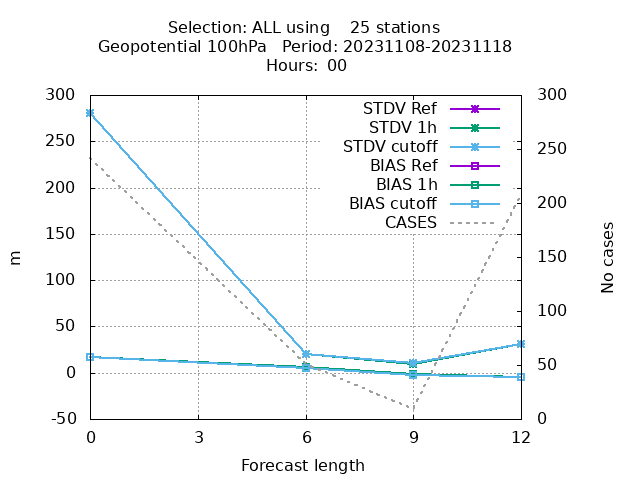 Selection: ALL using    25 stations
Geopotential 100hPa   Period: 20231108-20231118
Hours:  00
300 300
STDV Ref
STDV 1h
250 250
STDV cutoff
BIAS Ref
200 BIAS 1h
BIAS cutoff 200
CASES
150 150
m No cases
100 100
50 50
0
-50 0
0 3 6 9 12
Forecast length